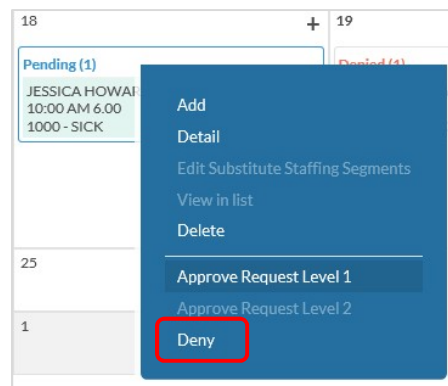 18 + 19
Pending (1)
Denied (1)
JESSICA HOWAR
10:00 AM 6.00
1000 - SICK
Add
Detail
Edit Substitute Staffing Segments
View in list
Delete
Approve Request Level 1
Approve Request Level 2
Deny
25
1